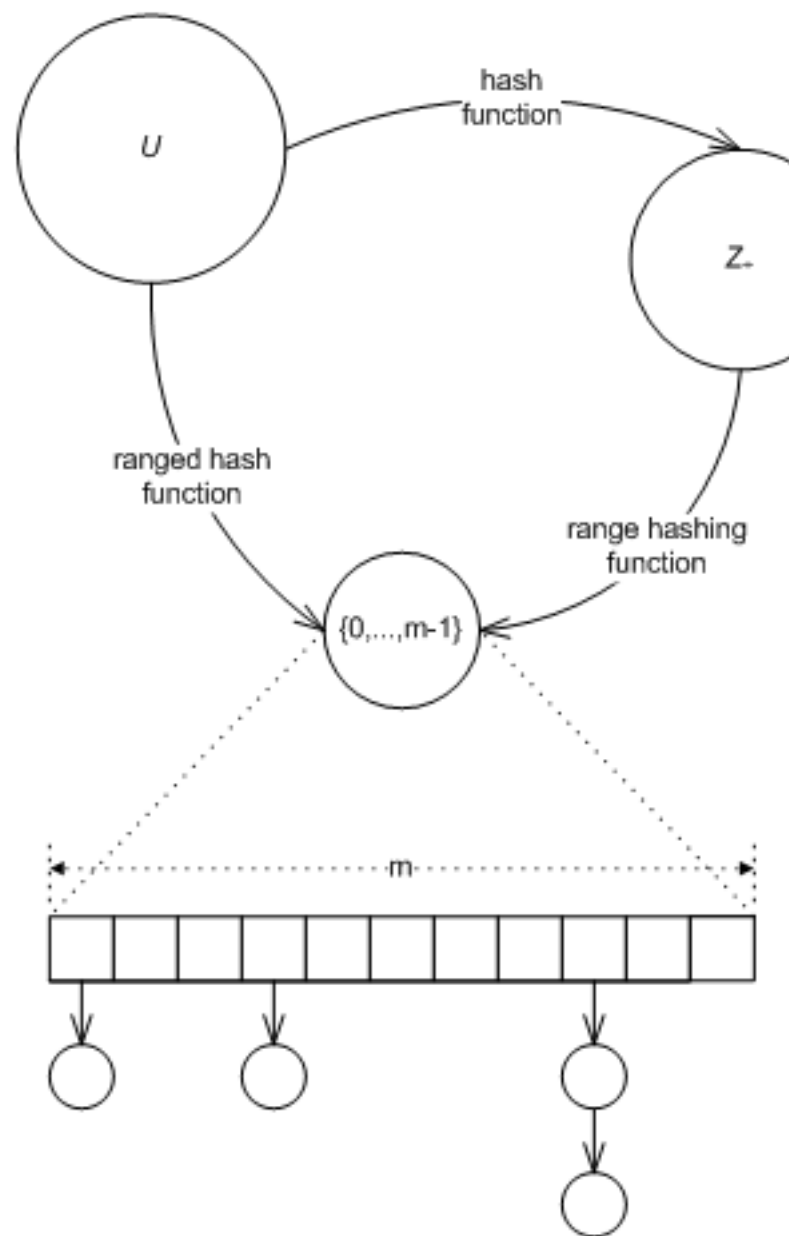 hash
function
U
Z₊
ranged hash
function
range hashing
function
{0,...,m-1}
m